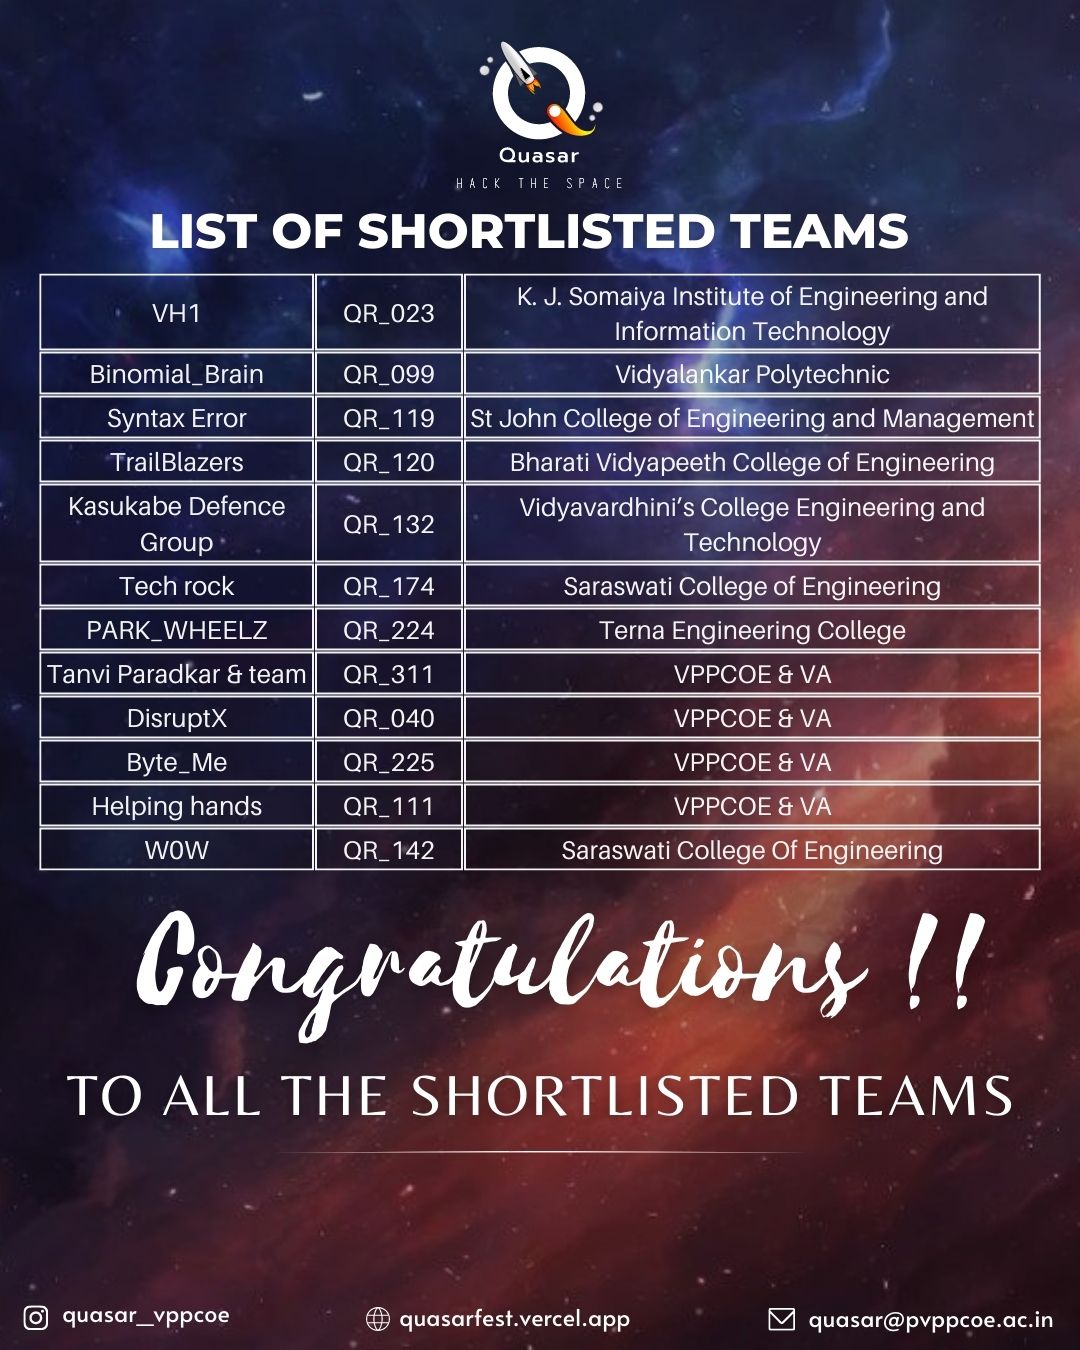 Quasar
HACK THE SPACE
LIST OF SHORTLISTED TEAMS
VH1 QR_023 K. J. Somaiya Institute of Engineering and
Information Technology
Binomial_Brain QR_099 Vidyalankar Polytechnic
Syntax Error QR_119 St John College of Engineering and Management
TrailBlazers QR_120 Bharati Vidyapeeth College of Engineering
Kasukabe Defence
Group QR_132 Vidyavardhini’s College Engineering and
Technology
Tech rock QR_174 Saraswati College of Engineering
PARK_WHEELZ QR_224 Terna Engineering College
Tanvi Paradkar & team QR_311 VPPCOE & VA
DisruptX QR_040 VPPCOE & VA
Byte_Me QR_225 VPPCOE & VA
Helping hands QR_111 VPPCOE & VA
W0W QR_142 Saraswati College Of Engineering
Congratulations !!
TO ALL THE SHORTLISTED TEAMS
quasar_vppcoe quasarfest.vercel.app quasar@pvppcoe.ac.in